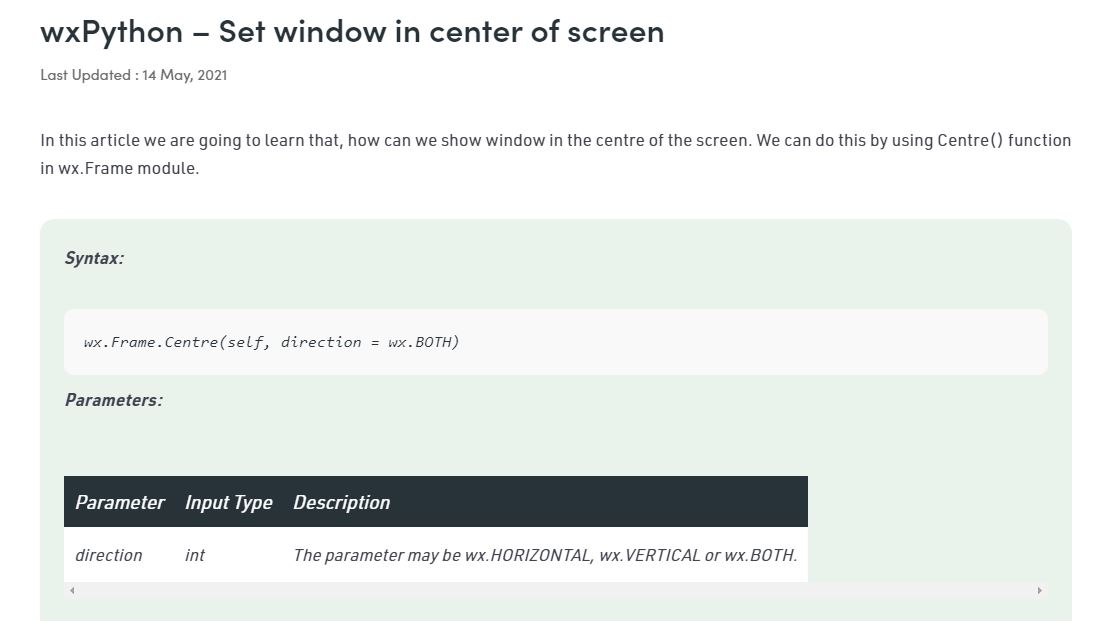 wxPython – Set window in center of screen
Last Updated : 14 May, 2021
In this article we are going to learn that, how can we show window in the centre of the screen. We can do this by using Centre() function
in wx.Frame module.
Syntax:
wx.Frame.Centre(self, direction = wx.BOTH)
Parameters:
Parameter Input Type Description
direction int The parameter may be wx.HORIZONTAL, wx.VERTICAL or wx.BOTH.